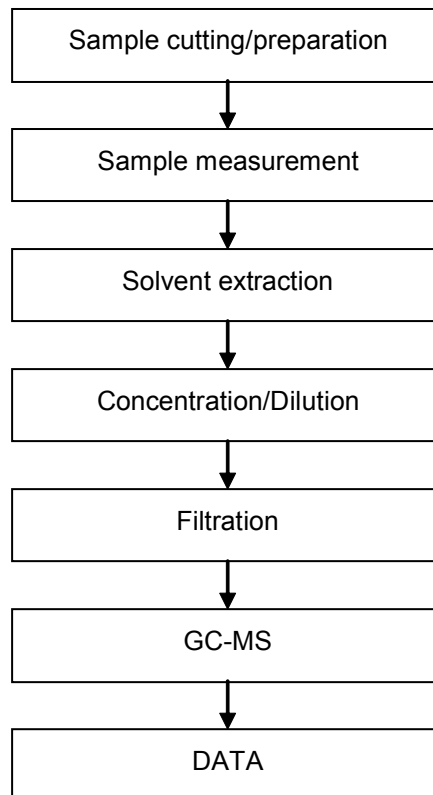 Sample cutting/preparation
Sample measurement
Solvent extraction
Concentration/Dilution
Filtration
GC-MS
DATA